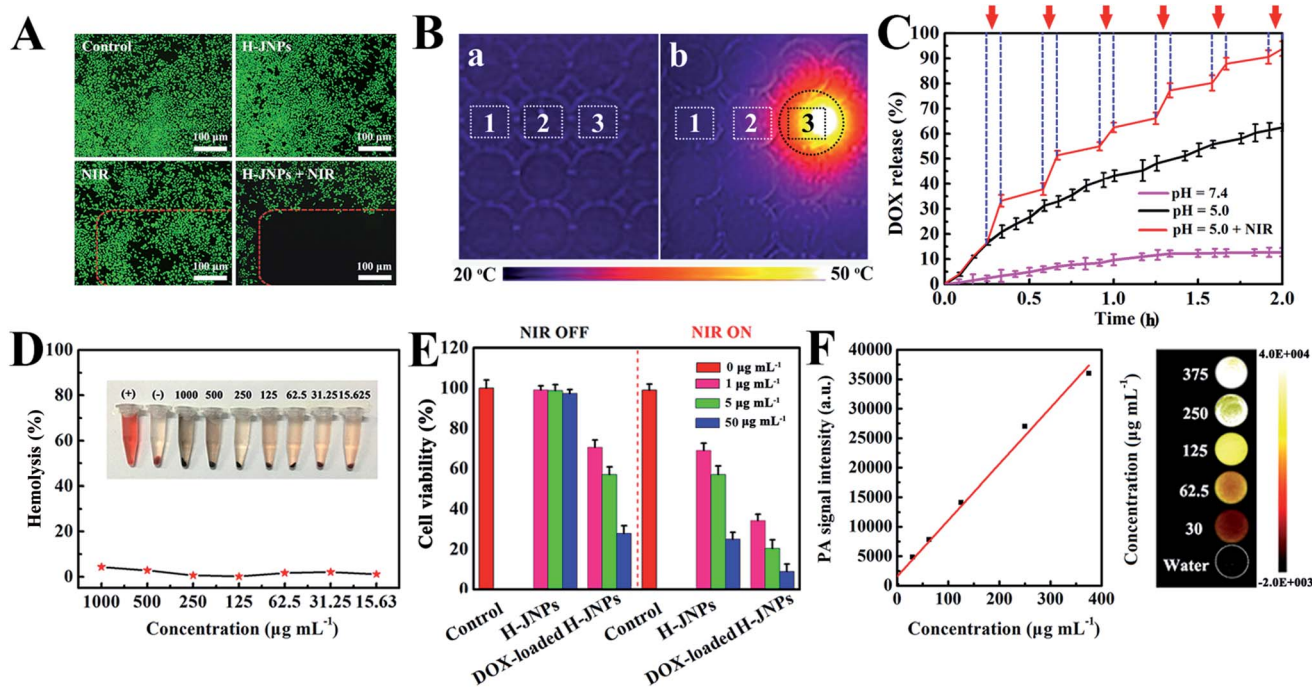 A
Control
100 µm
H-JNPs
100 µm
NIR
100 µm
H-JNPs + NIR
100 µm
B
a
1
2
3
b
1
2
3
20 °C
50 °C
C
DOX release (%)
100
90
80
70
60
50
40
30
20
10
0
pH = 7.4
pH = 5.0
pH = 5.0 + NIR
0.0
0.5
1.0
1.5
2.0
Time (h)
D
Hemolysis (%)
100
80
60
40
20
0
(+) (-) 1000 500 250 125 62.5 31.25 15.625
1000 500 250 125 62.5 31.25 15.63
Concentration (µg mL⁻¹)
E
NIR OFF
NIR ON
Cell viability (%)
120
100
80
60
40
20
0
0 µg mL⁻¹
1 µg mL⁻¹
5 µg mL⁻¹
50 µg mL⁻¹
Control
H-JNPs
DOX-loaded H-JNPs
Control
H-JNPs
DOX-loaded H-JNPs
F
PA signal intensity (a.u.)
40000
35000
30000
25000
20000
15000
10000
5000
0
0 100 200 300 400
Concentration (µg mL⁻¹)
Concentration (µg mL⁻¹)
375
250
125
62.5
30
Water
4.0E+004
-2.0E+003